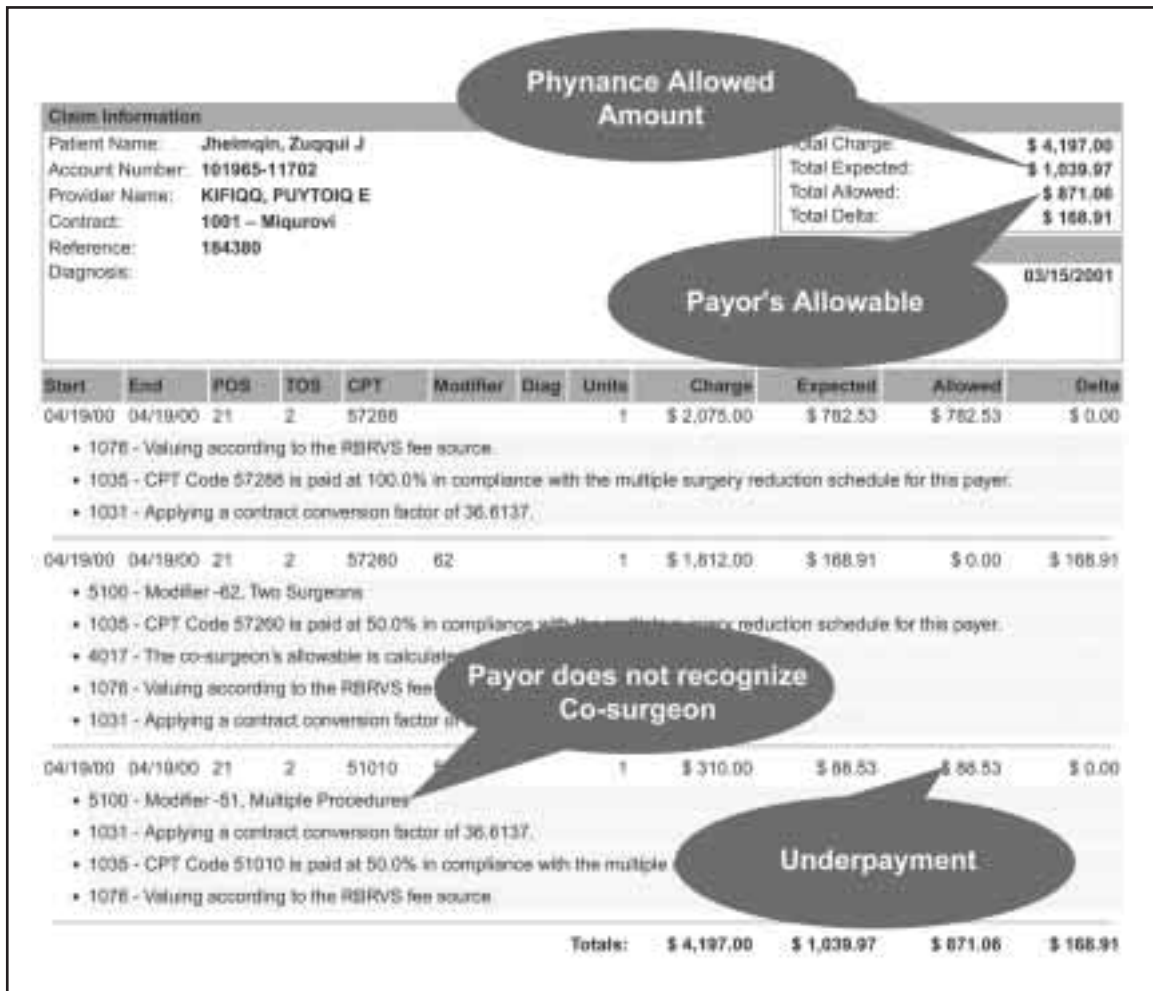 Phynance Allowed
Amount
Claim Information
Patient Name: Jheimqin, Zuqqui J
Total Charge: $ 4,197.00
Account Number: 101965-11702
Total Expected: $ 1,039.97
Provider Name: KIFIQQ, PUYTOIQ E
Total Allowed: $ 871.06
Contract: 1001 – Miqurovi
Total Delta: $ 168.91
Reference: 184380
Diagnosis:
03/15/2001
Payor's Allowable
Start End POS TOS CPT Modifier Diag Units Charge Expected Allowed Delta
04/19/00 04/19/00 21 2 57288 1 $ 2,075.00 $ 782.53 $ 782.53 $ 0.00
• 1076 - Valuing according to the RBRVS fee source.
• 1035 - CPT Code 57288 is paid at 100.0% in compliance with the multiple surgery reduction schedule for this payer.
• 1031 - Applying a contract conversion factor of 36.6137.
04/19/00 04/19/00 21 2 57260 62 1 $ 1,812.00 $ 168.91 $ 0.00 $ 168.91
• 5100 - Modifier -62, Two Surgeons
• 1035 - CPT Code 57260 is paid at 50.0% in compliance with the reduction schedule for this payer.
• 4017 - The co-surgeon's allowable is
• 1076 - Valuing according to the RBRVS fee
• 1031 - Applying a contract conversion factor of
Payor does not recognize
Co-surgeon
04/19/00 04/19/00 21 2 51010 1 $ 310.00 $ 88.53 $ 88.53 $ 0.00
• 5100 - Modifier -51, Multiple Procedures
• 1031 - Applying a contract conversion factor of 36.6137.
• 1035 - CPT Code 51010 is paid at 50.0% in compliance with the multiple
• 1076 - Valuing according to the RBRVS fee source.
Underpayment
Totals: $ 4,197.00 $ 1,039.97 $ 871.06 $ 168.91